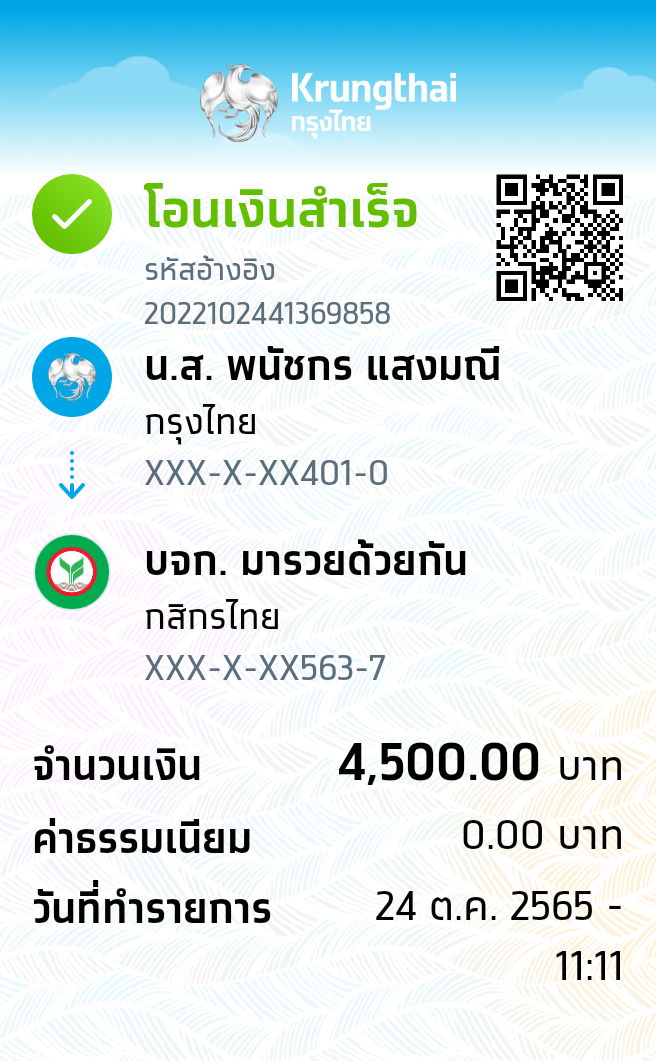 Krungthai
กรุงไทย
โอนเงินสำเร็จ
รหัสอ้างอิง
2022102441369858
น.ส. พนัชกร แสงมณี
กรุงไทย
XXX-X-XX401-0
บจก. มารวยด้วยกัน
กสิกรไทย
XXX-X-XX563-7
จำนวนเงิน 4,500.00 บาท
ค่าธรรมเนียม 0.00 บาท
วันที่ทำรายการ 24 ต.ค. 2565 -
11:11